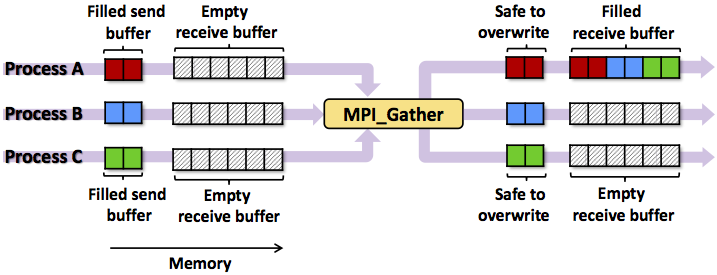 Filled send
buffer
Empty
receive buffer
Safe to
overwrite
Filled
receive buffer
Process A
Process B
MPI_Gather
Process C
Filled send
buffer
Empty
receive buffer
Safe to
overwrite
Empty
receive buffer
Memory